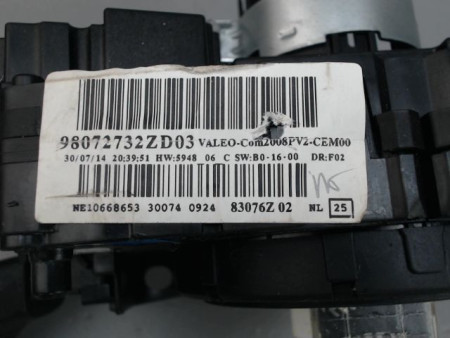 98072732ZD03 VALEO-Com2008PV2-CEM00
30/07/14 20:39:51 HW:5948 06 C SW:B0-16-00 DR:F02
NE10668653 30074 0924 83076Z 02 NL 25